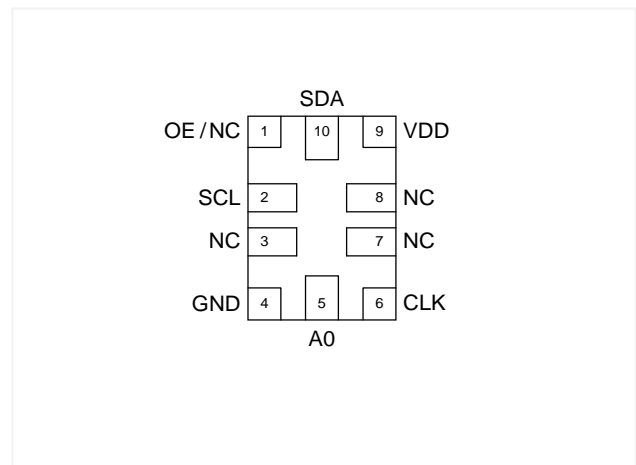 SDA
OE / NC 1 10 9 VDD
SCL 2 8 NC
NC 3 7 NC
GND 4 5 6 CLK
A0